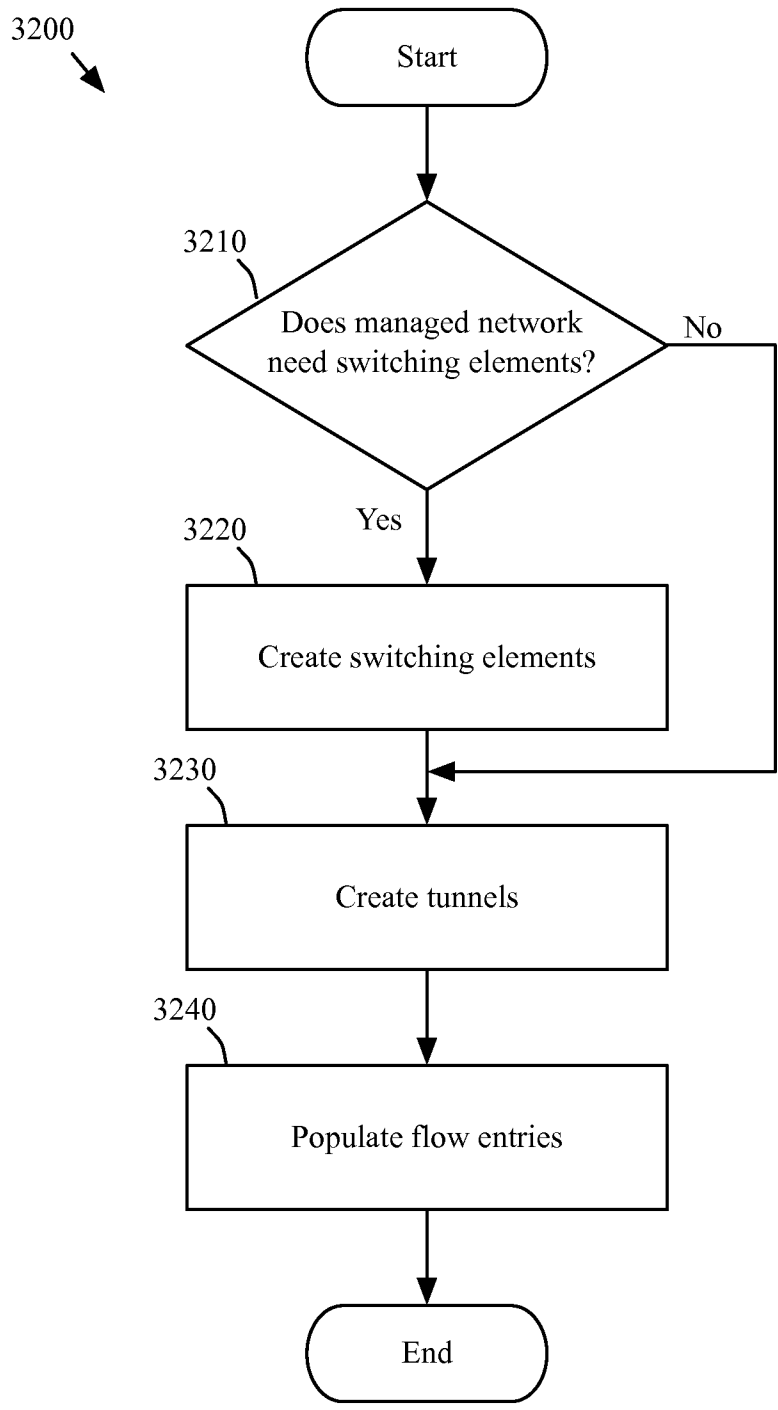 3200
Start
3210
Does managed network
need switching elements?
No
Yes
3220
Create switching elements
3230
Create tunnels
3240
Populate flow entries
End